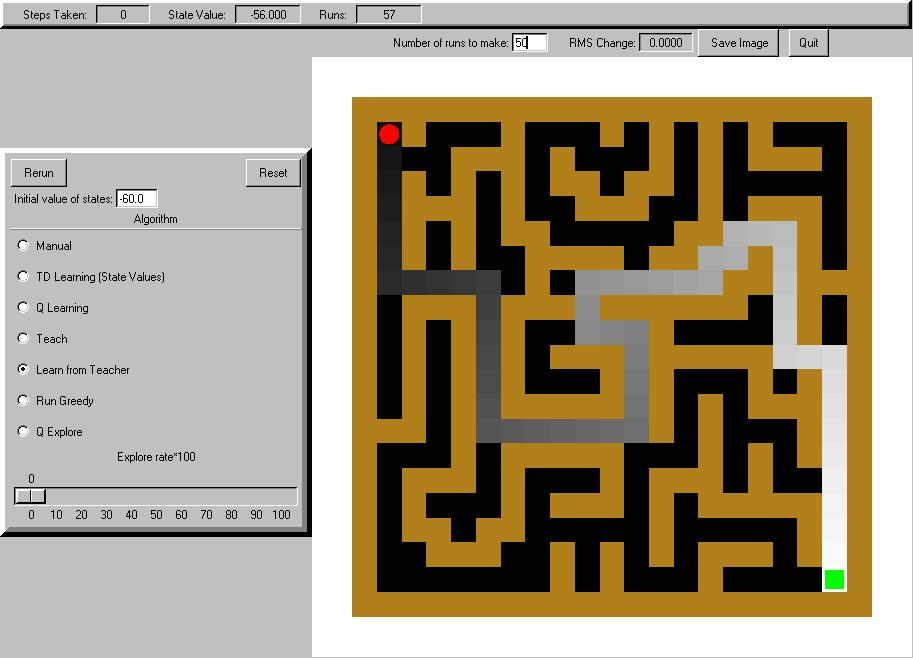 Steps Taken: 0 State Value: -56.000 Runs: 57
Number of runs to make: 50 RMS Change: 0.0000 Save Image Quit
Rerun Reset
Initial value of states: -60.0
Algorithm
Manual
TD Learning (State Values)
Q Learning
Teach
Learn from Teacher
Run Greedy
Q Explore
Explore rate*100
0
0 10 20 30 40 50 60 70 80 90 100